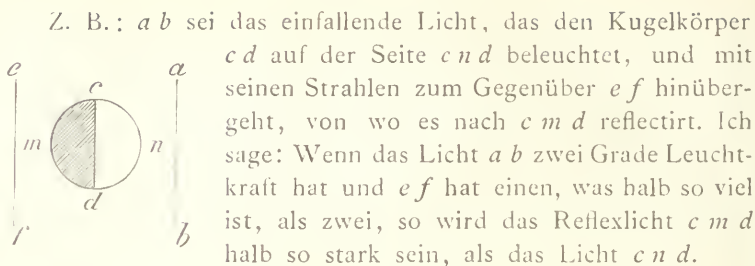 Z. B.: a b sei das einfallende Licht, das den Kugelkörper
c d auf der Seite c n d beleuchtet, und mit
seinen Strahlen zum Gegenüber e f hinüber-
geht, von wo es nach c m d reflectirt. Ich
sage: Wenn das Licht a b zwei Grade Leucht-
kraft hat und e f hat einen, was halb so viel
ist, als zwei, so wird das Reflexlicht c m d
halb so stark sein, als das Licht c n d.
e
c
a
m
n
d
f
b